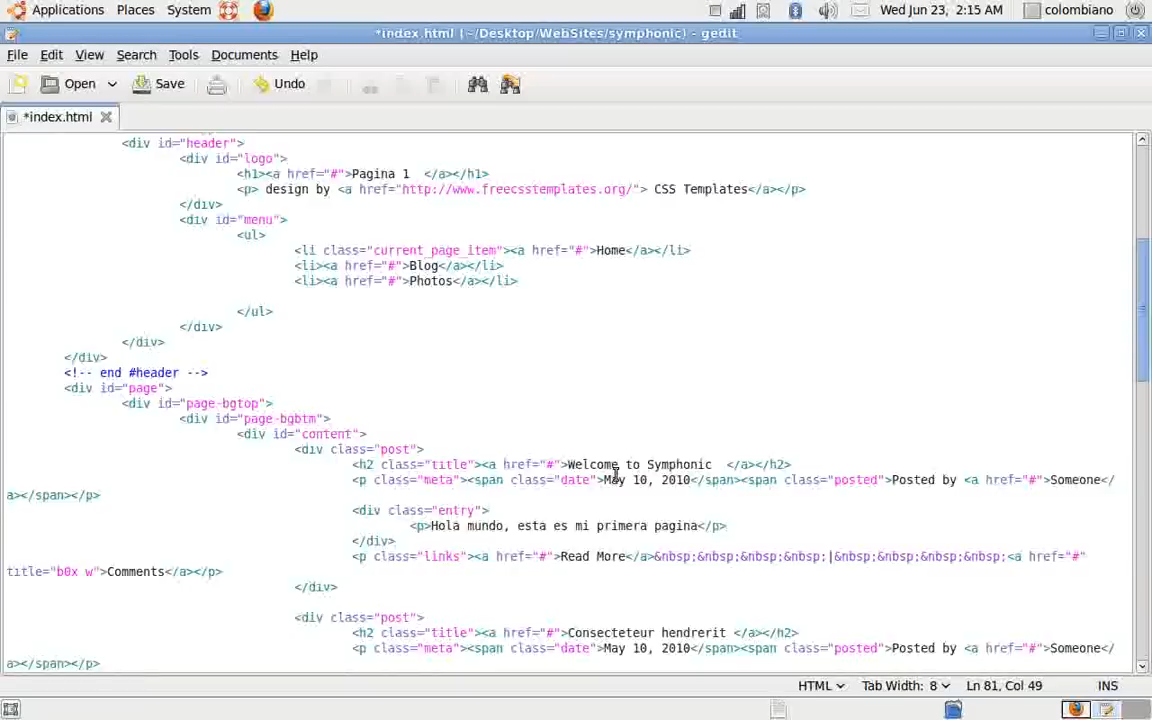 Applications Places System Wed Jun 23, 2:15 AM colombiano
*index.html (~/Desktop/WebSites/symphonic) - gedit
File Edit View Search Tools Documents Help
Open Save Undo
*index.html
<div id="header">
<div id="logo">
<h1><a href="#">Pagina 1  </a></h1>
<p> design by <a href="http://www.freecsstemplates.org/"> CSS Templates</a></p>
</div>
<div id="menu">
<ul>
<li class="current_page_item"><a href="#">Home</a></li>
<li><a href="#">Blog</a></li>
<li><a href="#">Photos</a></li>
</ul>
</div>
</div>
</div>
<!-- end #header -->
<div id="page">
<div id="page-bgtop">
<div id="page-bgbtm">
<div id="content">
<div class="post">
<h2 class="title"><a href="#">Welcome to Symphonic  </a></h2>
<p class="meta"><span class="date">May 10, 2010</span><span class="posted">Posted by <a href="#">Someone</
a></span></p>
<div class="entry">
<p>Hola mundo, esta es mi primera pagina</p>
</div>
<p class="links"><a href="#">Read More</a>&nbsp;&nbsp;&nbsp;&nbsp;|&nbsp;&nbsp;&nbsp;&nbsp;<a href="#"
title="b0x w">Comments</a></p>
</div>
<div class="post">
<h2 class="title"><a href="#">Consecteteur hendrerit </a></h2>
<p class="meta"><span class="date">May 10, 2010</span><span class="posted">Posted by <a href="#">Someone</
a></span></p>
HTML Tab Width: 8 Ln 81, Col 49 INS